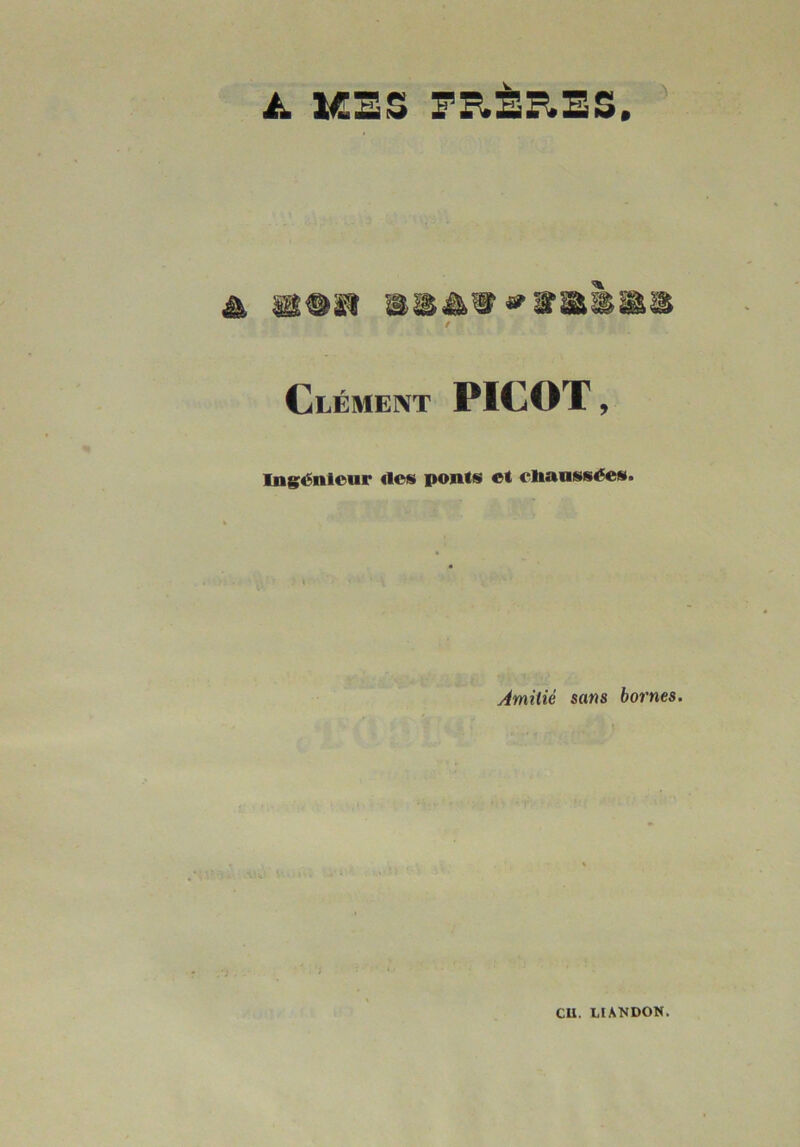 A MES FRÈRES.
A MON BEAU-FRÈRE
CLÉMENT PICOT,
Ingénieur des ponts et chaussées.
Amitié sans bornes.
CH. LIANDON.